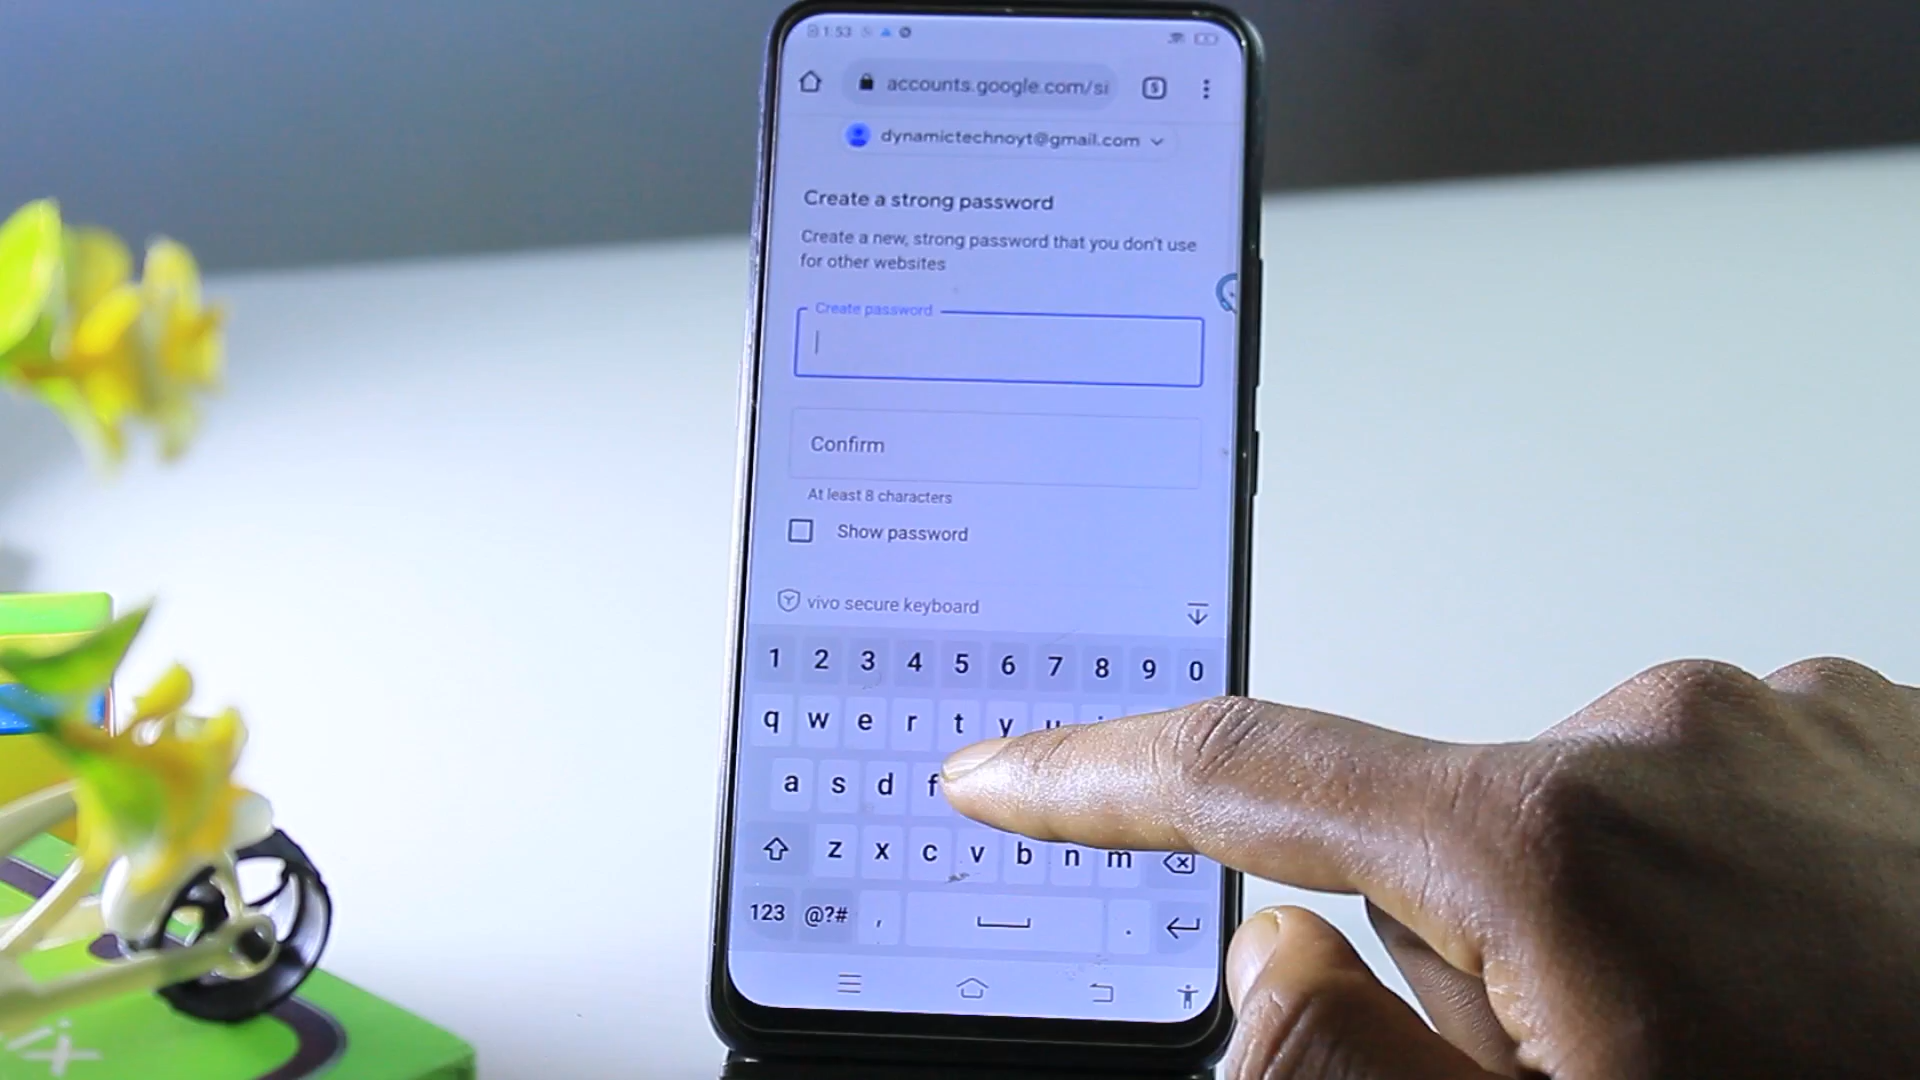 1:53
accounts.google.com/si
5
dynamictechnoyt@gmail.com
Create a strong password
Create a new, strong password that you don't use
for other websites
Create password
Confirm
At least 8 characters
Show password
vivo secure keyboard
1 2 3 4 5 6 7 8 9 0
q w e r t y u
a s d f
z x c v b n m
123 @?# , .